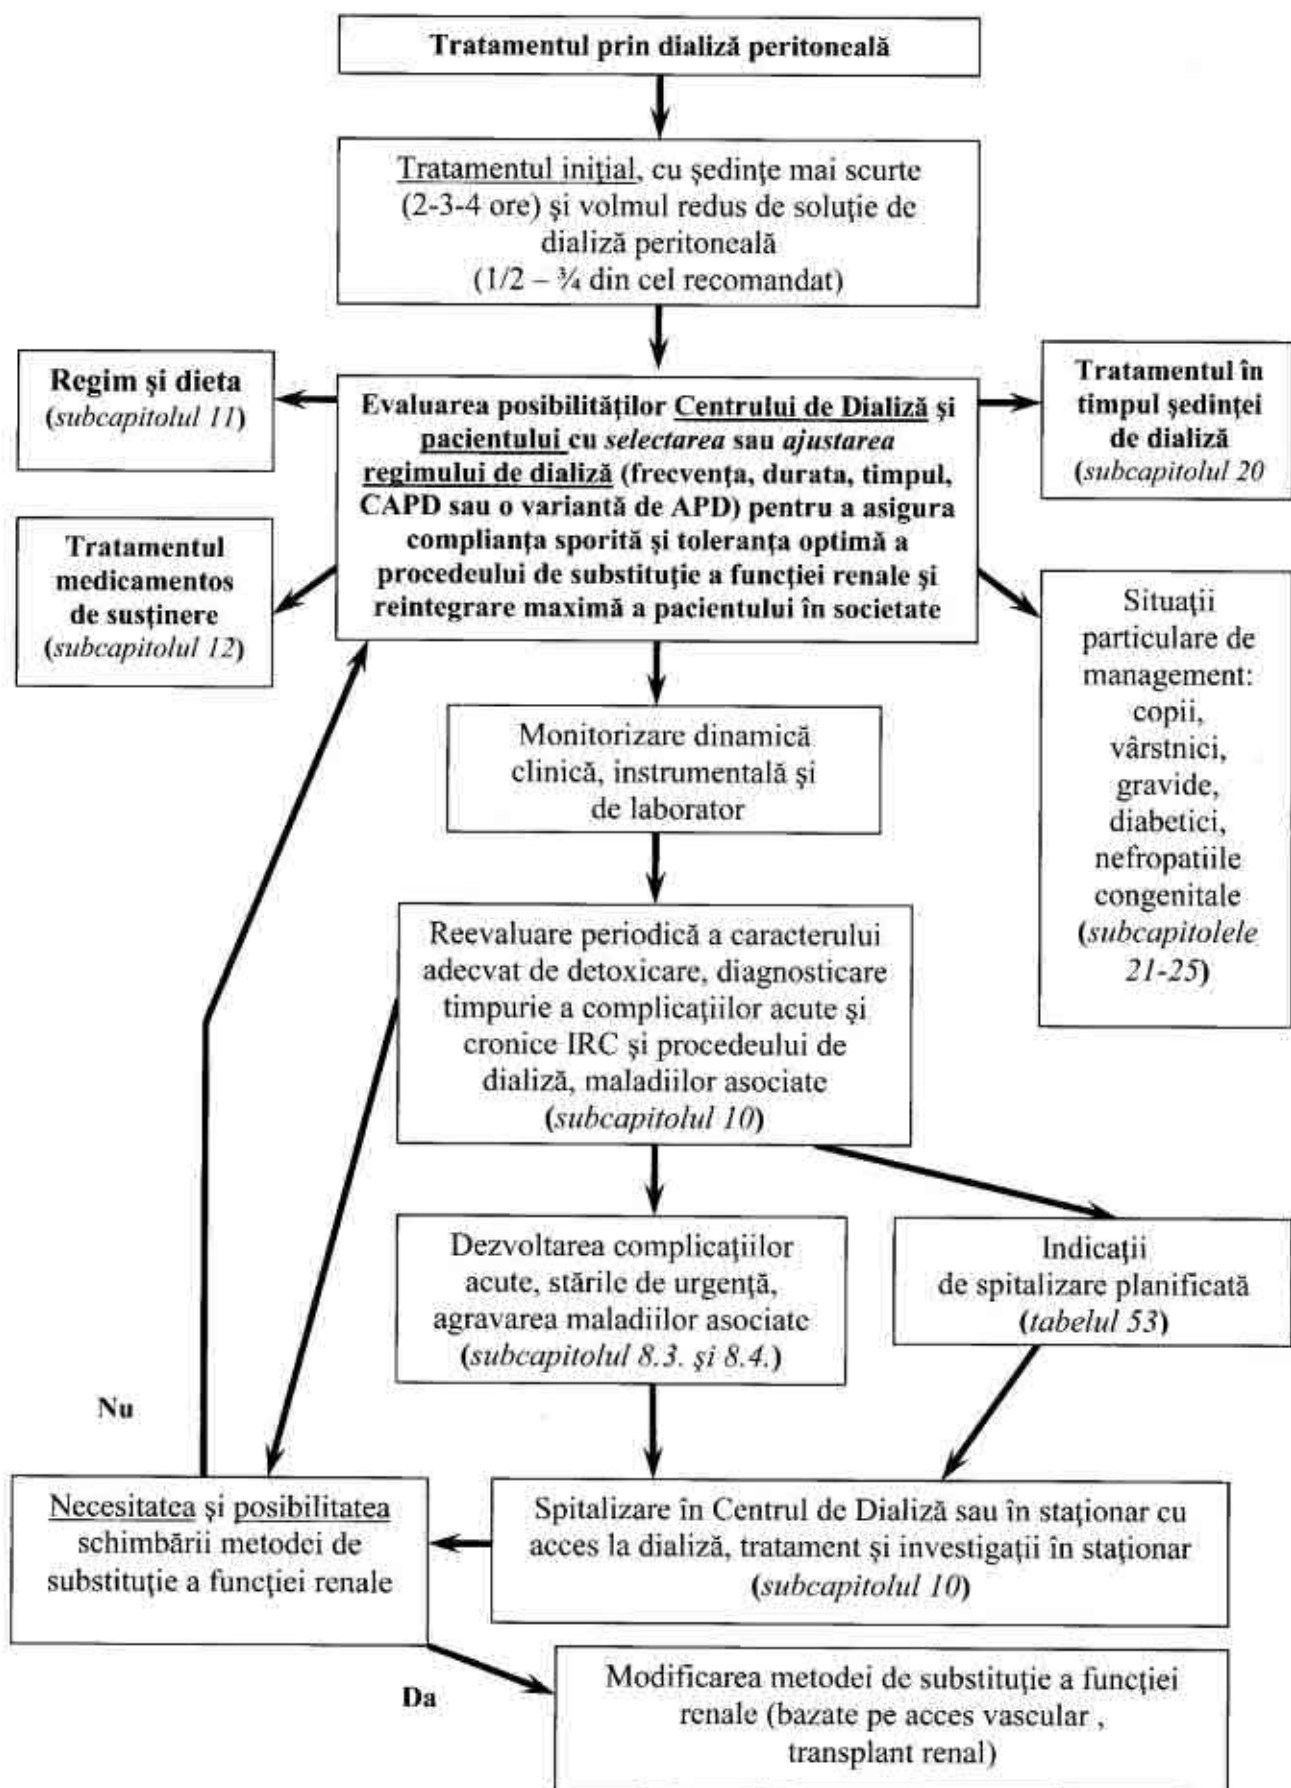 Tratamentul prin dializă peritoneală
Tratamentul iniţial, cu şedinţe mai scurte
(2-3-4 ore) şi volmul redus de soluţie de
dializă peritoneală
(1/2 – ¾ din cel recomandat)
Regim şi dieta
(subcapitolul 11)
Evaluarea posibilităţilor Centrului de Dializă şi
pacientului cu selectarea sau ajustarea
regimului de dializă (frecvenţa, durata, timpul,
CAPD sau o variantă de APD) pentru a asigura
complianţa sporită şi toleranţa optimă a
procedeului de substituţie a funcţiei renale şi
reintegrare maximă a pacientului în societate
Tratamentul în
timpul şedinţei
de dializă
(subcapitolul 20
Tratamentul
medicamentos
de susţinere
(subcapitolul 12)
Situaţii
particulare de
management:
copii,
vârstnici,
gravide,
diabetici,
nefropatiile
congenitale
(subcapitolele
21-25)
Monitorizare dinamică
clinică, instrumentală şi
de laborator
Reevaluare periodică a caracterului
adecvat de detoxicare, diagnosticare
timpurie a complicaţiilor acute şi
cronice IRC şi procedeului de
dializă, maladiilor asociate
(subcapitolul 10)
Dezvoltarea complicaţiilor
acute, stările de urgenţă,
agravarea maladiilor asociate
(subcapitolul 8.3. şi 8.4.)
Indicaţii
de spitalizare planificată
(tabelul 53)
Nu
Necesitatea şi posibilitatea
schimbării metodei de
substituţie a funcţiei renale
Spitalizare în Centrul de Dializă sau în staţionar cu
acces la dializă, tratament şi investigaţii în staţionar
(subcapitolul 10)
Da
Modificarea metodei de substituţie a funcţiei
renale (bazate pe acces vascular ,
transplant renal)